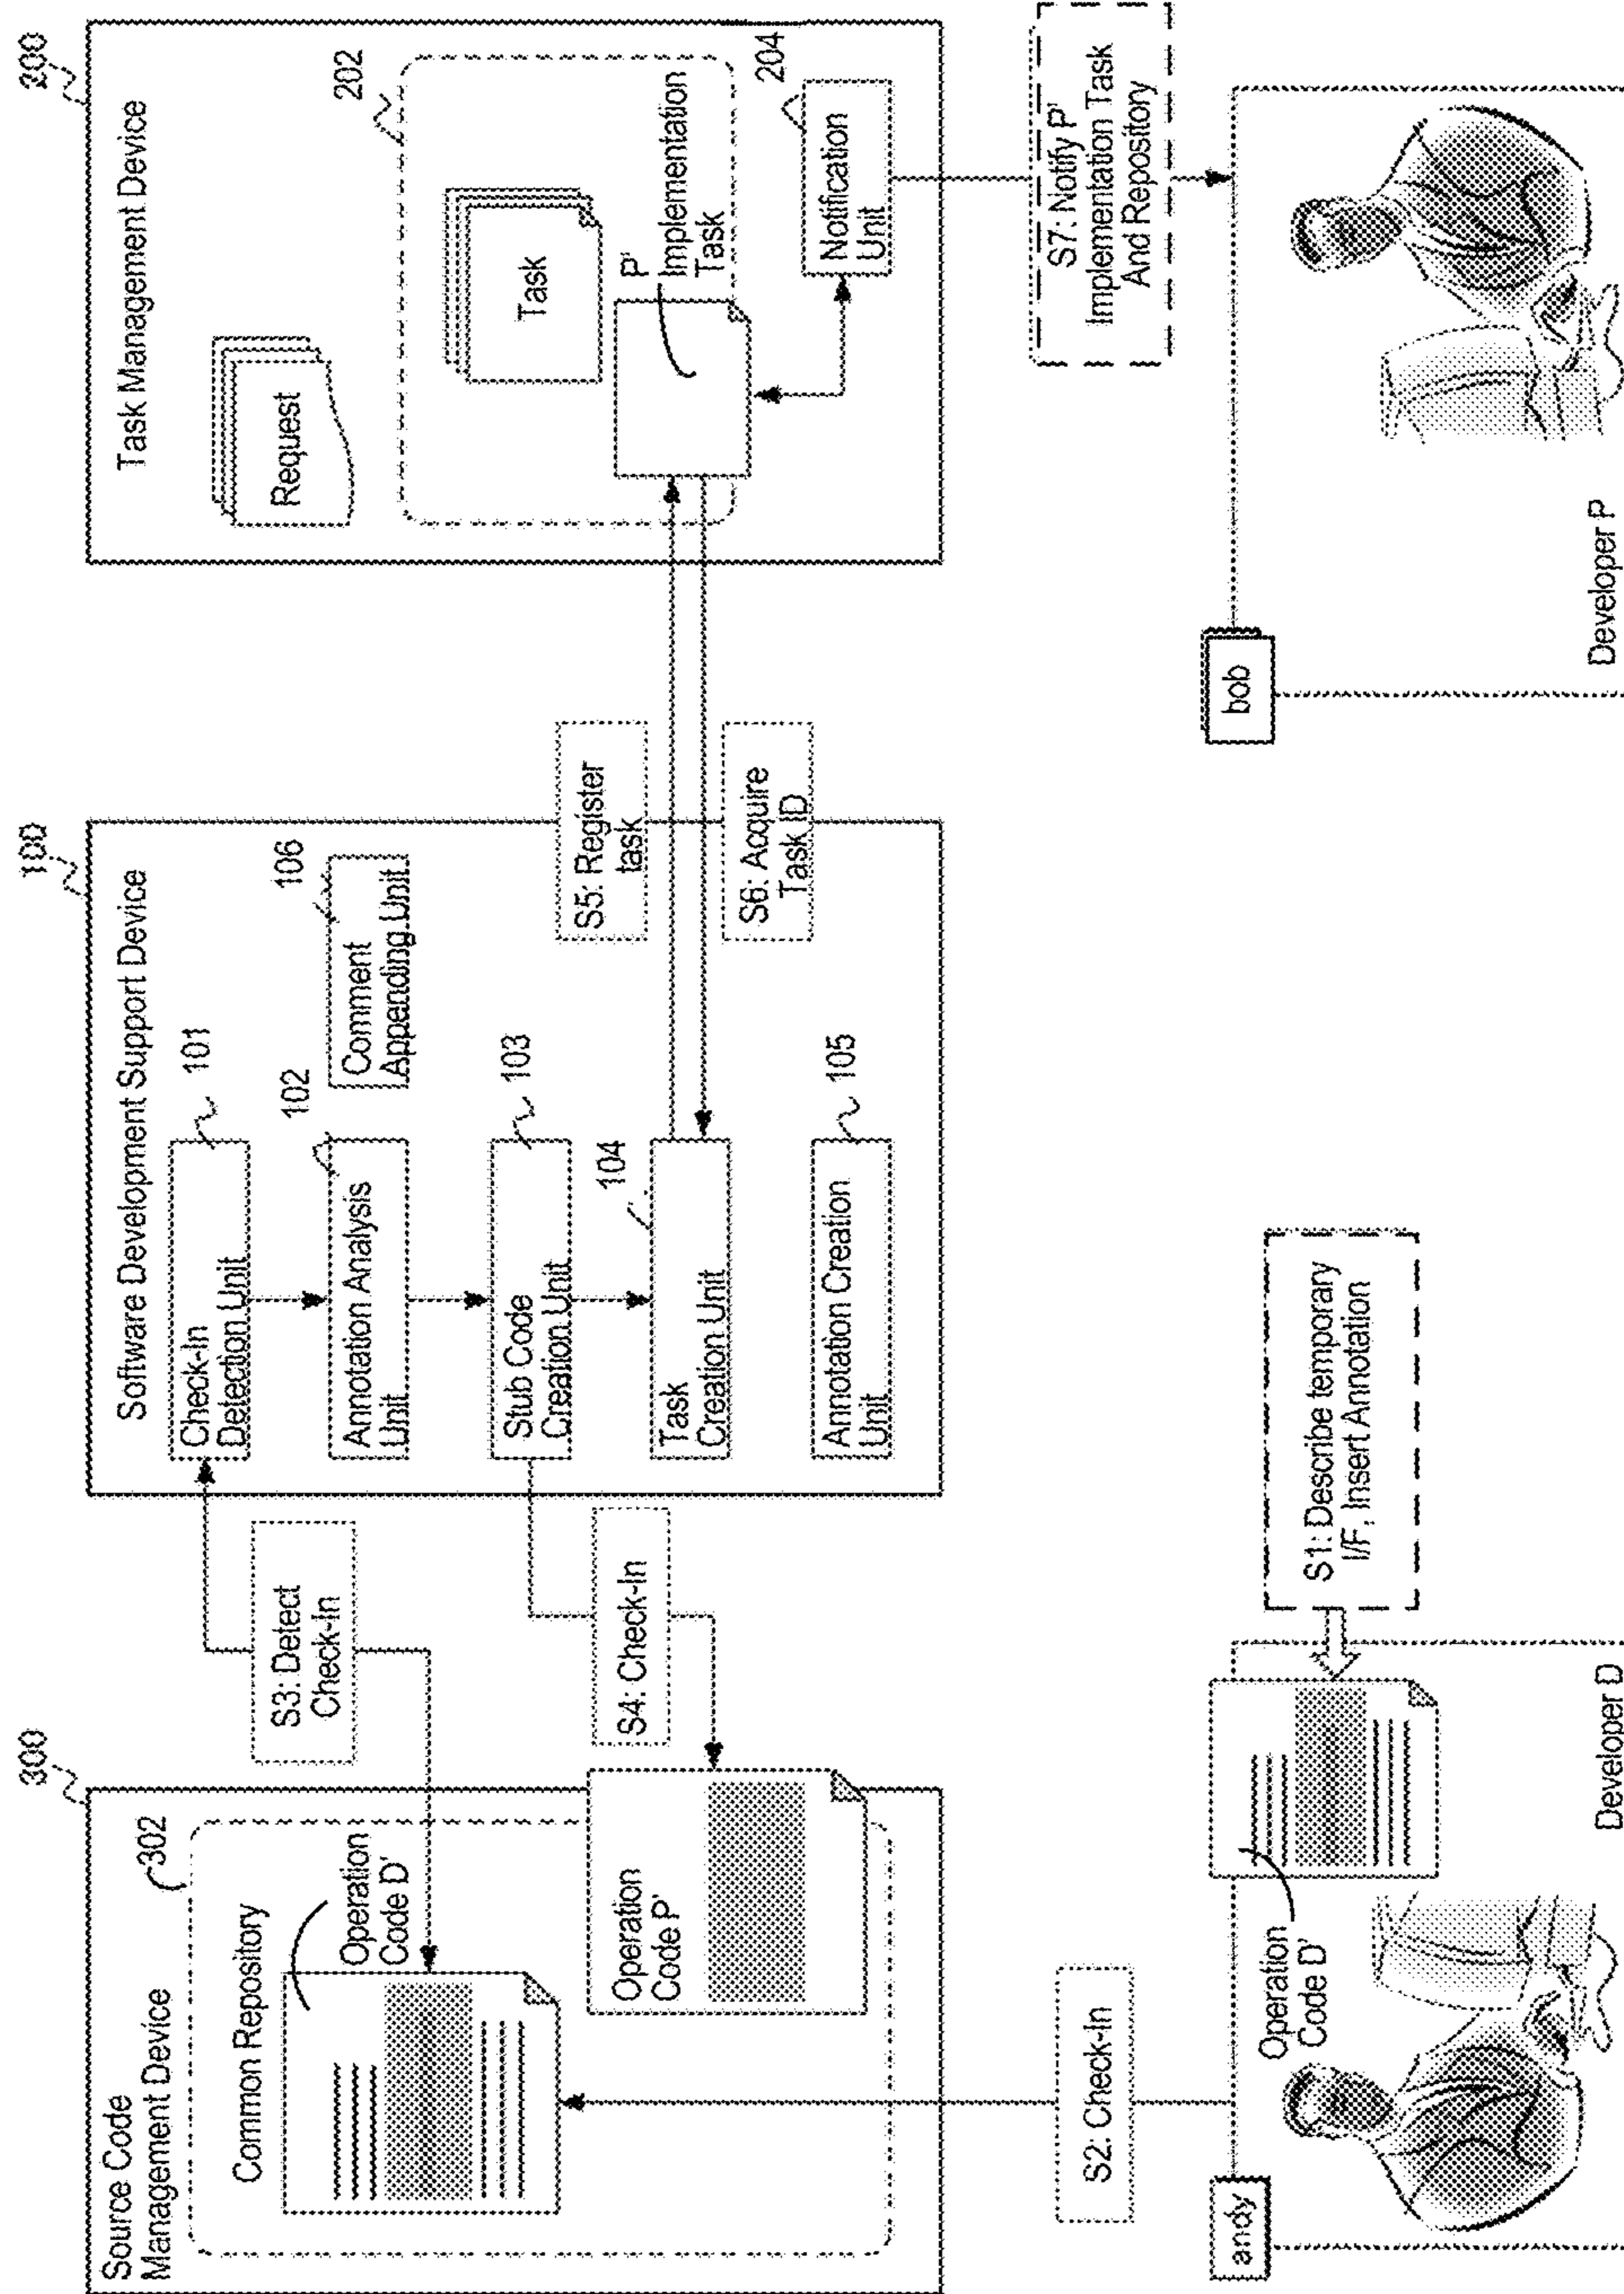 300
Source Code
Management Device
302
Common Repository
Operation
Code D'
Operation
Code P'
S3: Detect
Check-In
S4: Check-In
100
Software Development Support Device
101
Check-In
Detection Unit
102
Annotation Analysis
Unit
106
Comment
Appending Unit
103
Stub Code
Creation Unit
104
Task
Creation Unit
105
Annotation Creation
Unit
S5: Register
task
S6: Acquire
Task ID
200
Task Management Device
Request
202
Task
P'
Implementation
Task
204
Notification
Unit
S2: Check-In
andy
Operation
Code D'
Developer D
S1: Describe temporary
I/F, Insert Annotation
S7: Notify P'
Implementation Task
And Repository
bob
Developer P